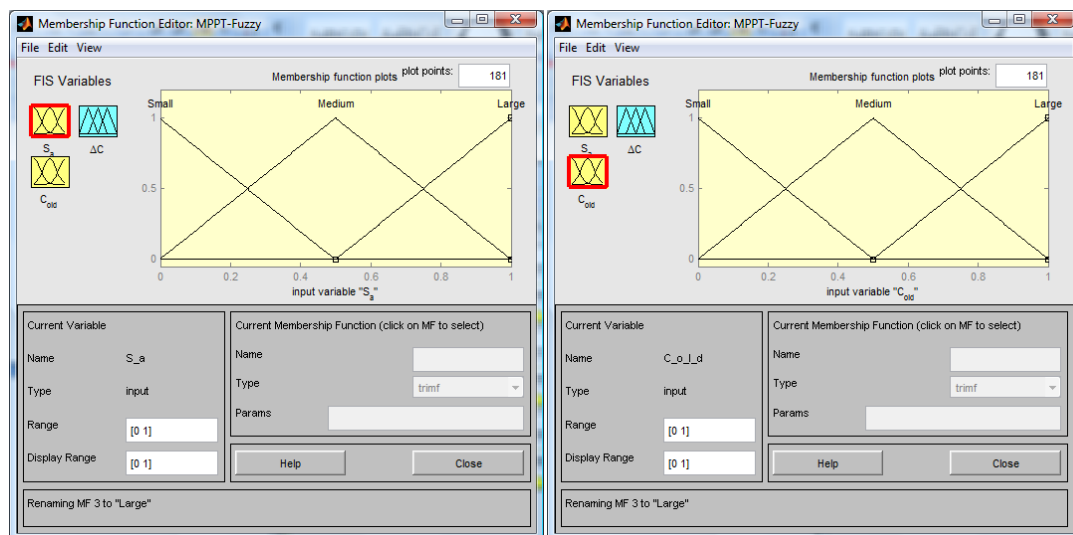 Membership Function Editor: MPPT-Fuzzy
File Edit View
FIS Variables
Membership function plots plot points: 181
Small Medium Large
S_a ΔC
C_old
1
0.5
0
0 0.2 0.4 0.6 0.8 1
input variable "S_a"
Current Variable
Name S_a
Type input
Range [0 1]
Display Range [0 1]
Current Membership Function (click on MF to select)
Name
Type trimf
Params
Help Close
Renaming MF 3 to "Large"
Membership Function Editor: MPPT-Fuzzy
File Edit View
FIS Variables
Membership function plots plot points: 181
Small Medium Large
S_a ΔC
C_old
1
0.5
0
0 0.2 0.4 0.6 0.8 1
input variable "C_old"
Current Variable
Name C_o_l_d
Type input
Range [0 1]
Display Range [0 1]
Current Membership Function (click on MF to select)
Name
Type trimf
Params
Help Close
Renaming MF 3 to "Large"